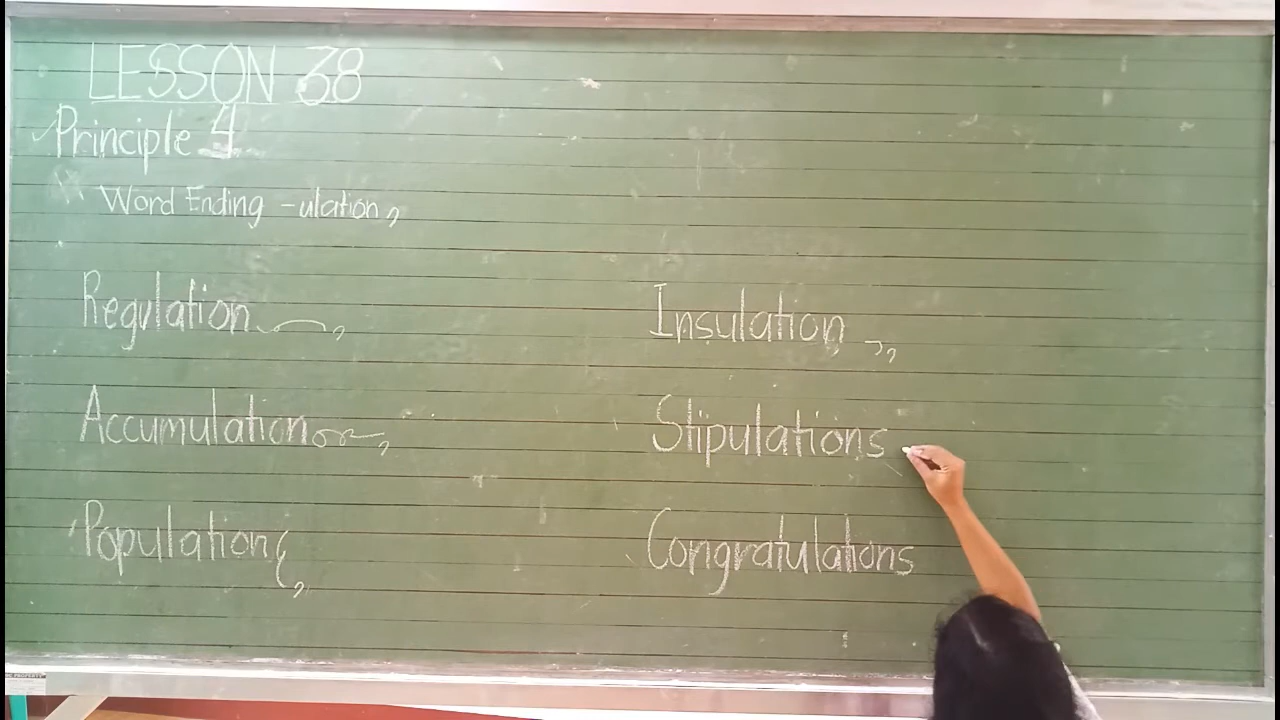 LESSON 38
Principle 4
Word Ending -ulation,
Regulation
Accumulation
Population
Insulation
Stipulations
Congratulations